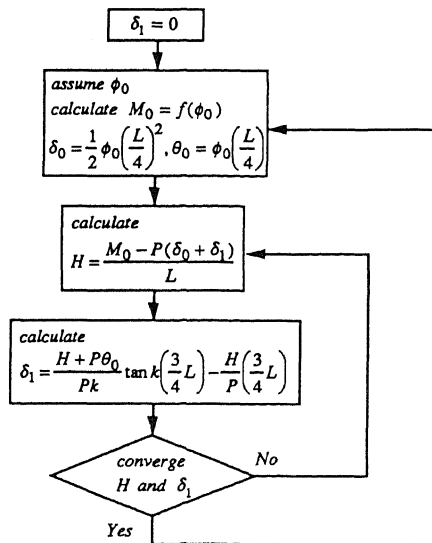 δ₁ = 0
assume ϕ₀
calculate M₀ = f(ϕ₀)
δ₀ = 1/2 ϕ₀(L/4)², θ₀ = ϕ₀(L/4)
calculate
H = (M₀ − P(δ₀ + δ₁))/L
calculate
δ₁ = (H + Pθ₀)/(Pk) tan k(3/4 L) − H/P(3/4 L)
converge
H and δ₁
No
Yes